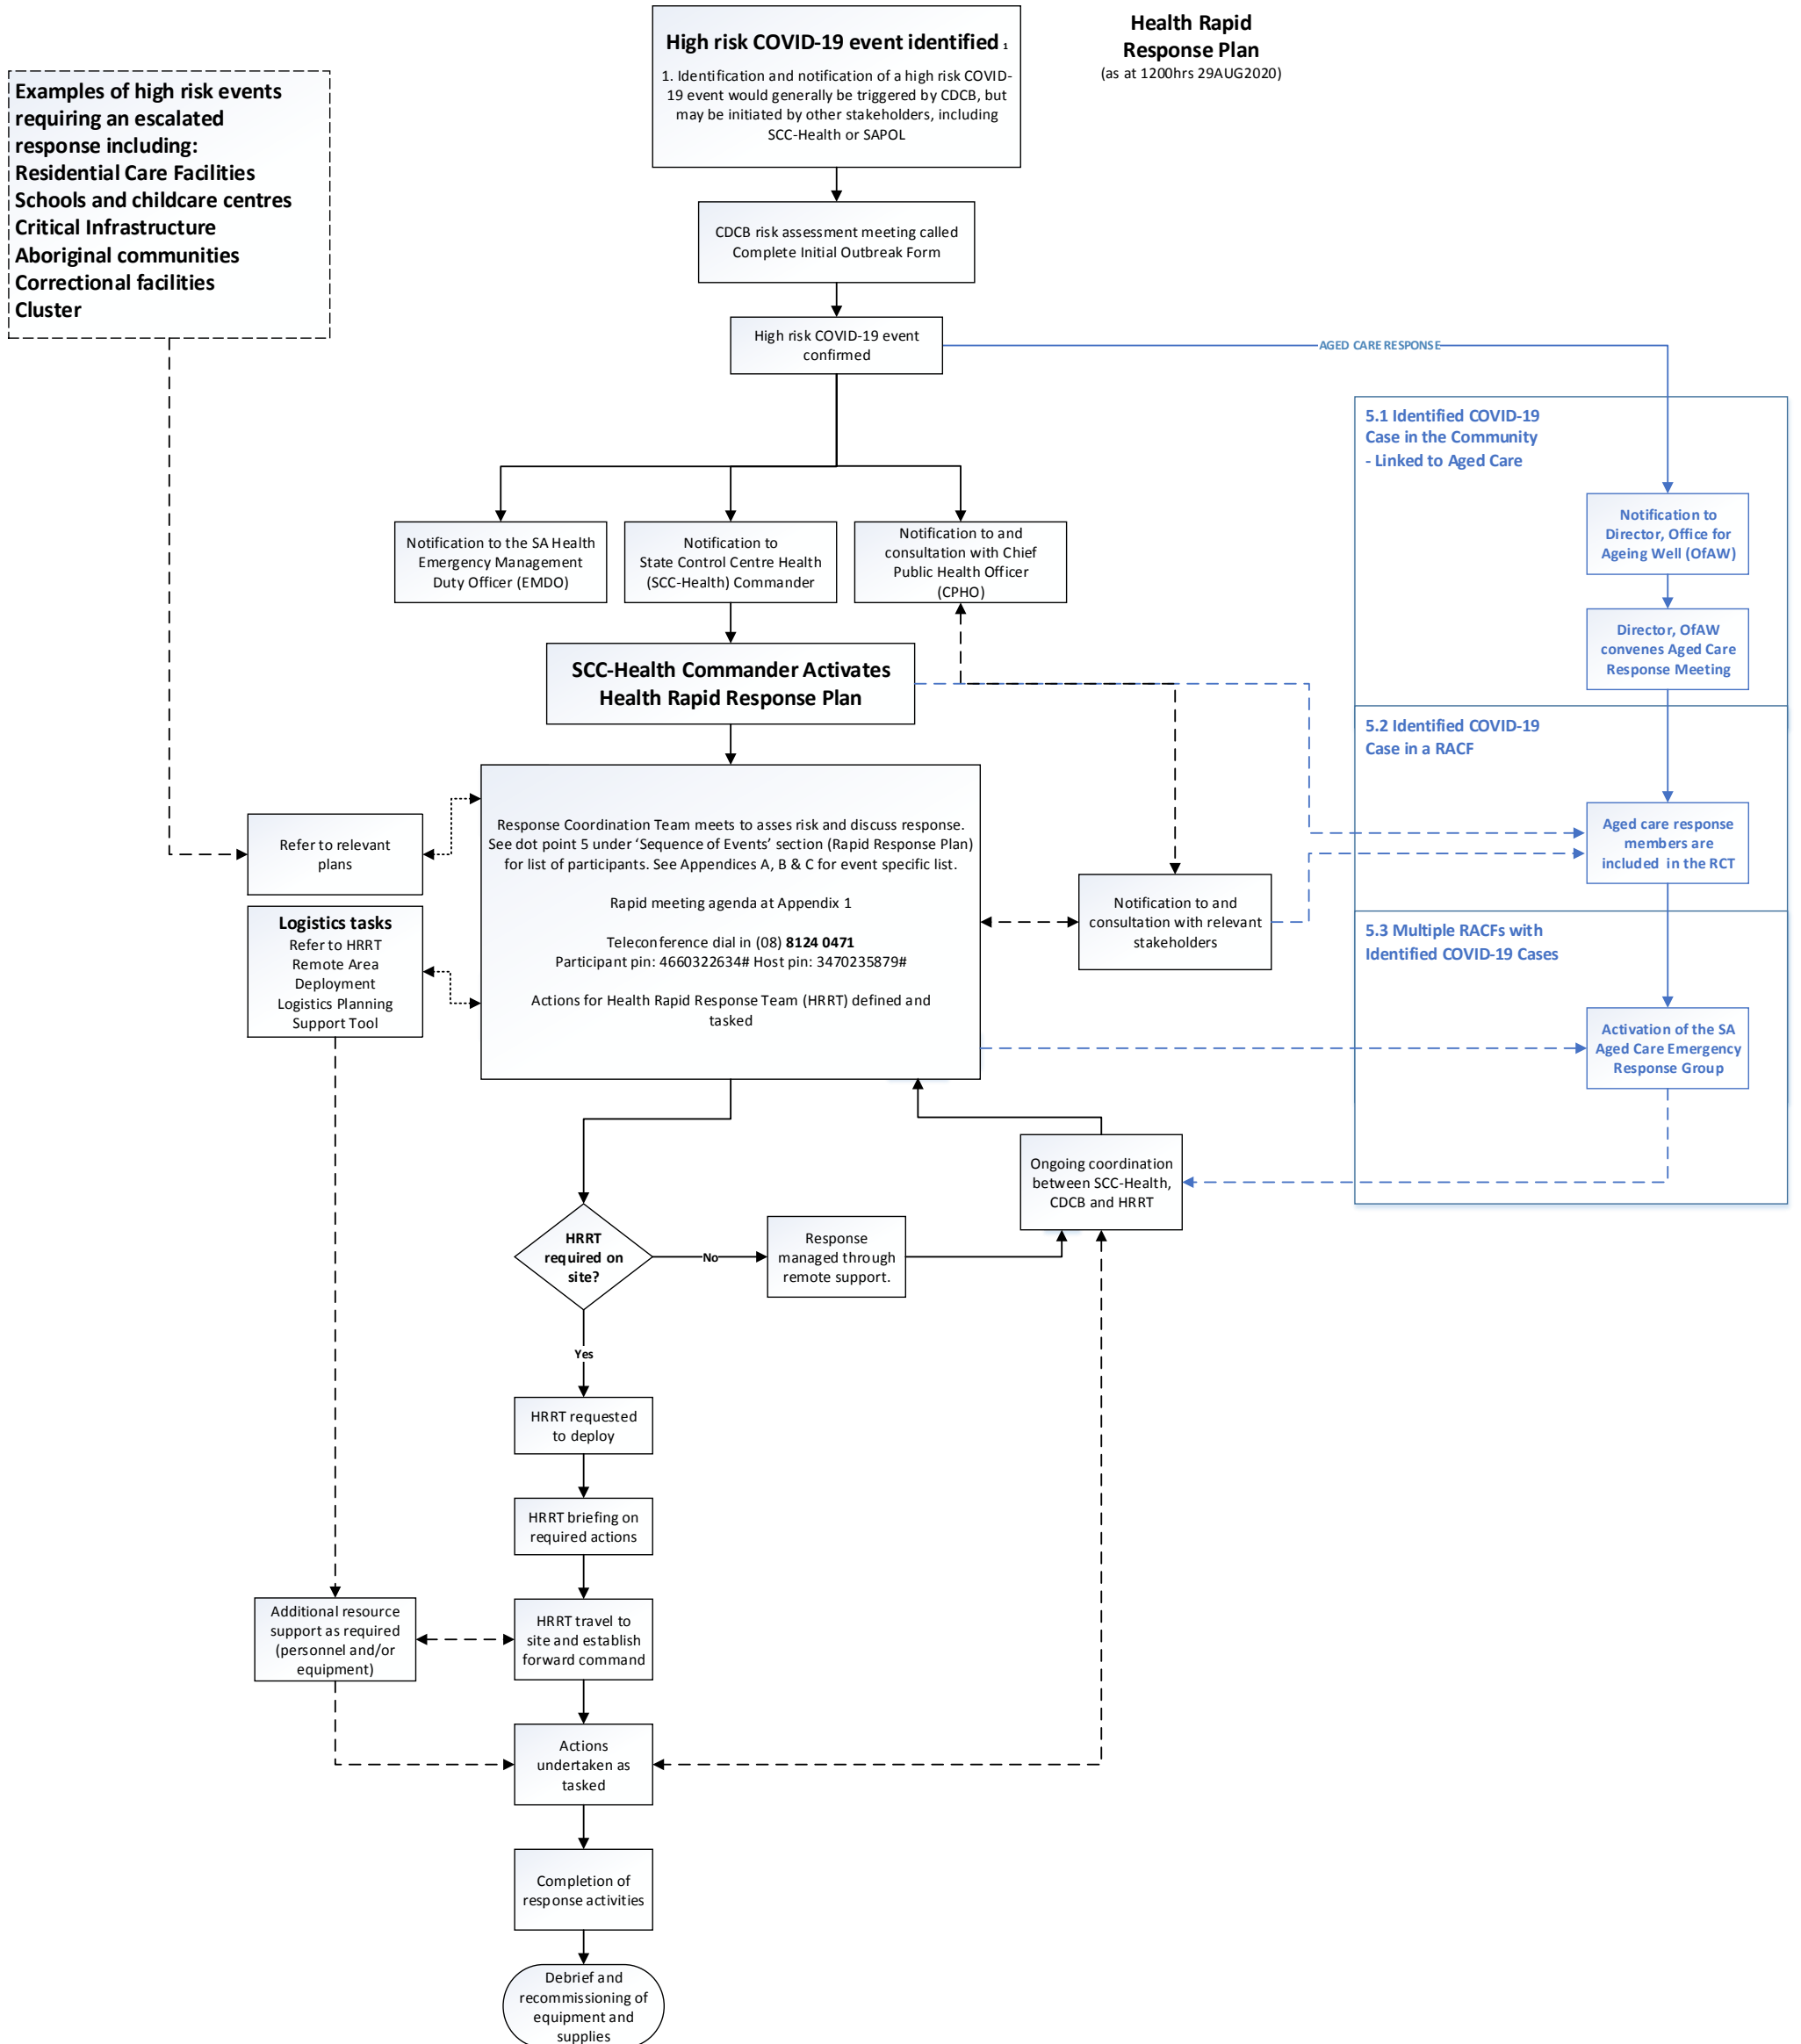 Health Rapid
Response Plan
(as at 1200hrs 29AUG2020)
High risk COVID-19 event identified 1
1. Identification and notification of a high risk COVID-
19 event would generally be triggered by CDCB, but
may be initiated by other stakeholders, including
SCC-Health or SAPOL
Examples of high risk events
requiring an escalated
response including:
Residential Care Facilities
Schools and childcare centres
Critical Infrastructure
Aboriginal communities
Correctional facilities
Cluster
CDCB risk assessment meeting called
Complete Initial Outbreak Form
High risk COVID-19 event
confirmed
AGED CARE RESPONSE
5.1 Identified COVID-19
Case in the Community
- Linked to Aged Care
Notification to
Director, Office for
Ageing Well (OfAW)
Director, OfAW
convenes Aged Care
Response Meeting
Notification to the SA Health
Emergency Management
Duty Officer (EMDO)
Notification to
State Control Centre Health
(SCC-Health) Commander
Notification to and
consultation with Chief
Public Health Officer
(CPHO)
SCC-Health Commander Activates
Health Rapid Response Plan
5.2 Identified COVID-19
Case in a RACF
Aged care response
members are
included in the RCT
Refer to relevant
plans
Response Coordination Team meets to asses risk and discuss response.
See dot point 5 under ‘Sequence of Events’ section (Rapid Response Plan)
for list of participants. See Appendices A, B & C for event specific list.
Rapid meeting agenda at Appendix 1
Teleconference dial in (08) 8124 0471
Participant pin: 4660322634# Host pin: 3470235879#
Actions for Health Rapid Response Team (HRRT) defined and
tasked
Logistics tasks
Refer to HRRT
Remote Area
Deployment
Logistics Planning
Support Tool
Notification to and
consultation with relevant
stakeholders
5.3 Multiple RACFs with
Identified COVID-19 Cases
Activation of the SA
Aged Care Emergency
Response Group
Ongoing coordination
between SCC-Health,
CDCB and HRRT
HRRT
required on
site?
No
Response
managed through
remote support.
Yes
HRRT requested
to deploy
HRRT briefing on
required actions
Additional resource
support as required
(personnel and/or
equipment)
HRRT travel to
site and establish
forward command
Actions
undertaken as
tasked
Completion of
response activities
Debrief and
recommissioning of
equipment and
supplies